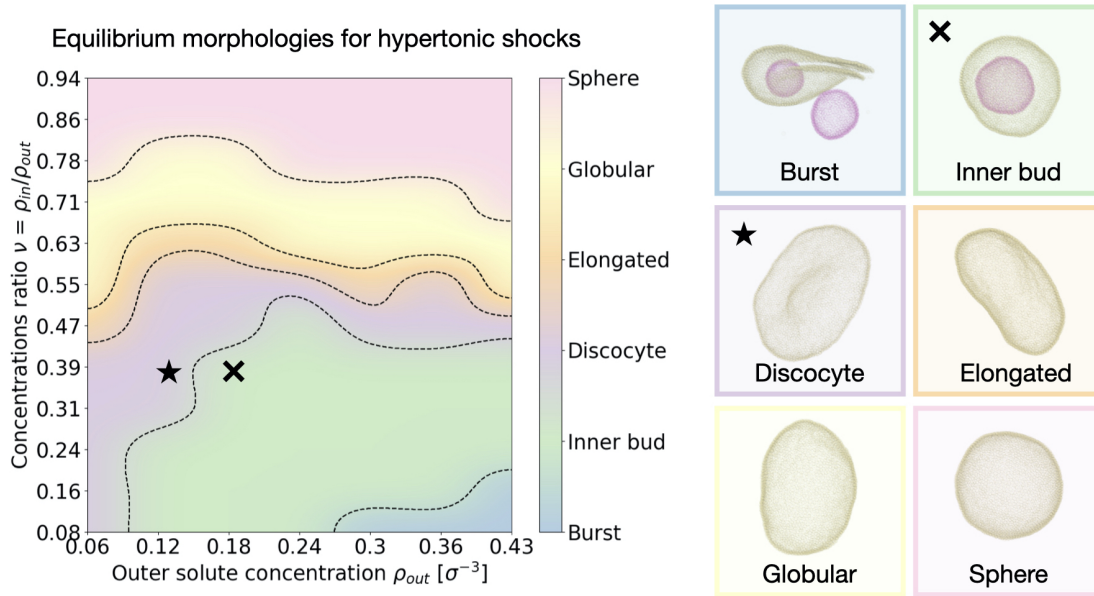 Equilibrium morphologies for hypertonic shocks
Concentrations ratio ν = ρ_in/ρ_out
0.94
0.86
0.78
0.71
0.63
0.55
0.47
0.39
0.31
0.24
0.16
0.08
0.06 0.12 0.18 0.24 0.3 0.36 0.43
Outer solute concentration ρ_out [σ⁻³]
Sphere
Globular
Elongated
Discocyte
Inner bud
Burst
Burst
Inner bud
Discocyte
Elongated
Globular
Sphere